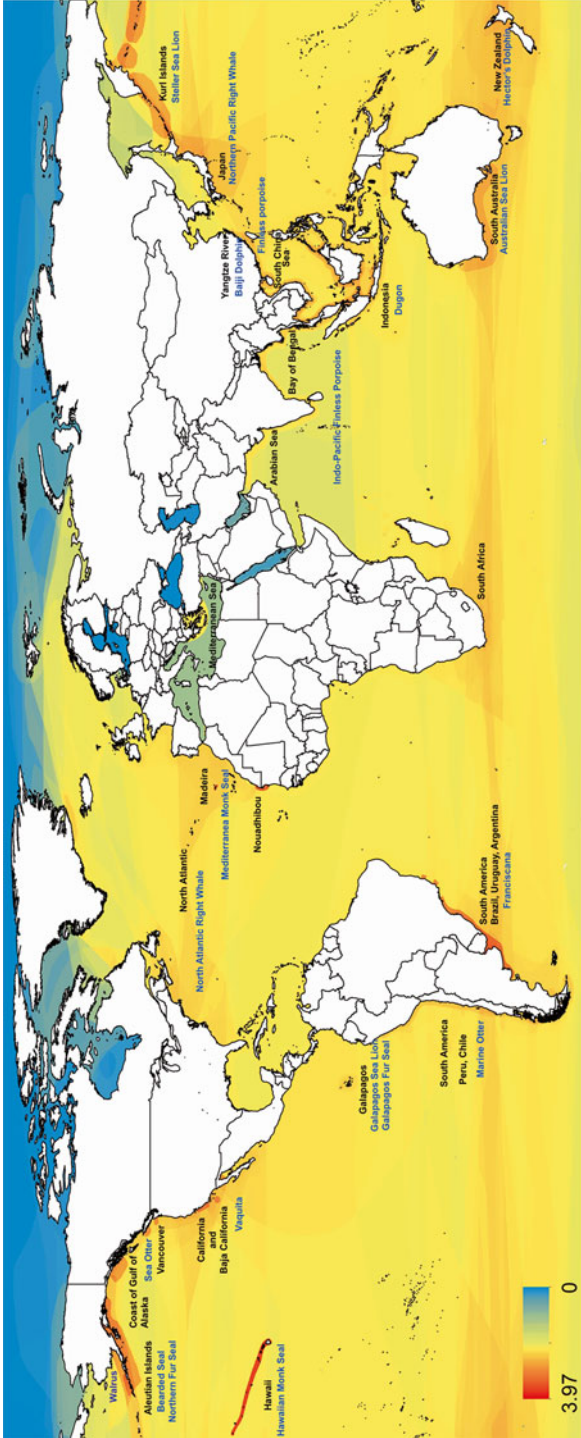 Walrus
Aleutian Islands
Bearded Seal
Northern Fur Seal
Coast of Gulf of
Alaska
Sea Otter
Vancouver
California
and
Baja California
Vaquita
Hawaii
Hawaiian Monk Seal
Galapagos
Galapagos Sea Lion
Galapagos Fur Seal
South America
Peru, Chile
Marine Otter
South America
Brazil, Uruguay, Argentina
Franciscana
North Atlantic
North Atlantic Right Whale
Madeira
Mediterranea Monk Seal
Nouadhibou
Mediterranean Sea
South Africa
Arabian Sea
Indo-Pacific Finless Porpoise
Bay of Bengal
Yangtze River
Baiji Dolphin
Finless porpoise
South China
Sea
Indonesia
Dugon
Japan
Northern Pacific Right Whale
Kurl Islands
Steller Sea Lion
South Australia
Australian Sea Lion
New Zealand
Hector's Dolphin
3.97
0